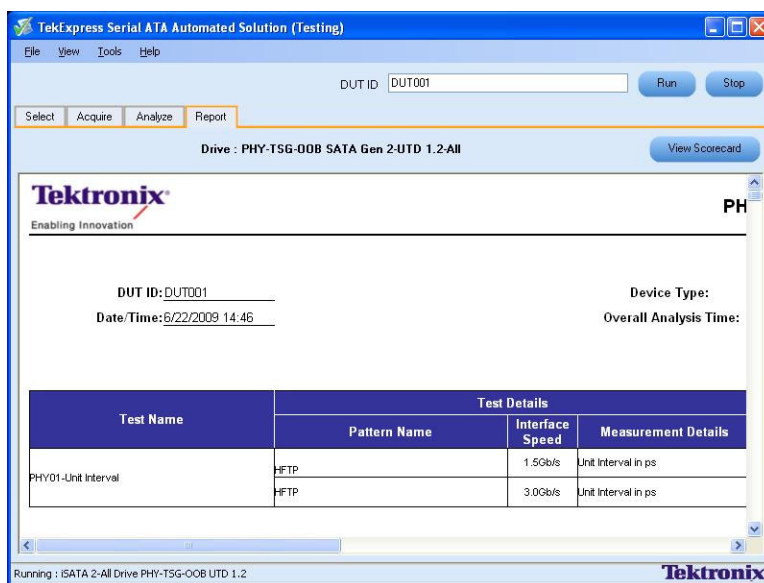 TekExpress Serial ATA Automated Solution (Testing)
File View Tools Help
DUT ID DUT001 Run Stop
Select Acquire Analyze Report
Drive : PHY-TSG-OOB SATA Gen 2-UTD 1.2-All View Scorecard
Tektronix
Enabling Innovation
PH
DUT ID: DUT001 Device Type:
Date/Time: 6/22/2009 14:46 Overall Analysis Time:
Test Name Test Details
Pattern Name Interface Speed Measurement Details
PHY01-Unit Interval HFTP 1.5Gb/s Unit Interval in ps
HFTP 3.0Gb/s Unit Interval in ps
Running : iSATA 2-All Drive PHY-TSG-OOB UTD 1.2 Tektronix